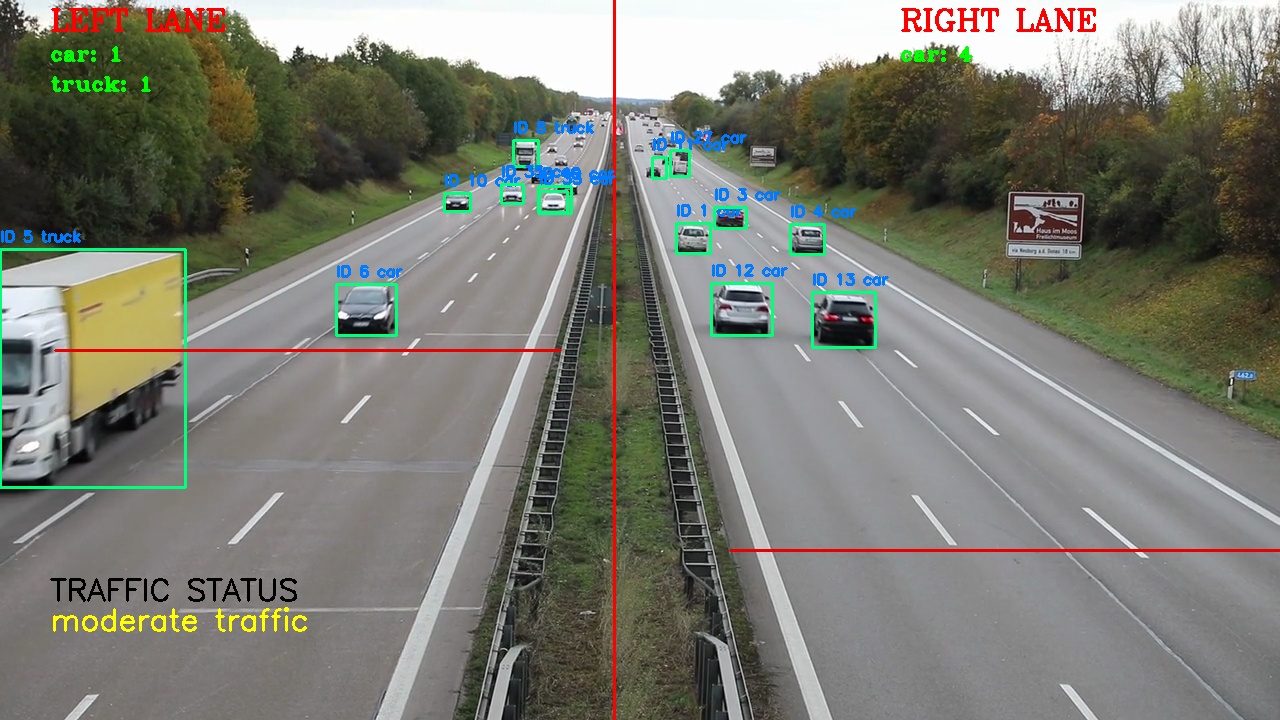 LEFT LANE
car: 1
truck: 1
RIGHT LANE
car: 4
ID 8 truck
ID 27 car
ID 10 car
ID 3 car
ID 1 car
ID 4 car
ID 5 truck
ID 6 car
ID 12 car
ID 13 car
Haus im Moos
Freilichtmuseum
TRAFFIC STATUS
moderate traffic